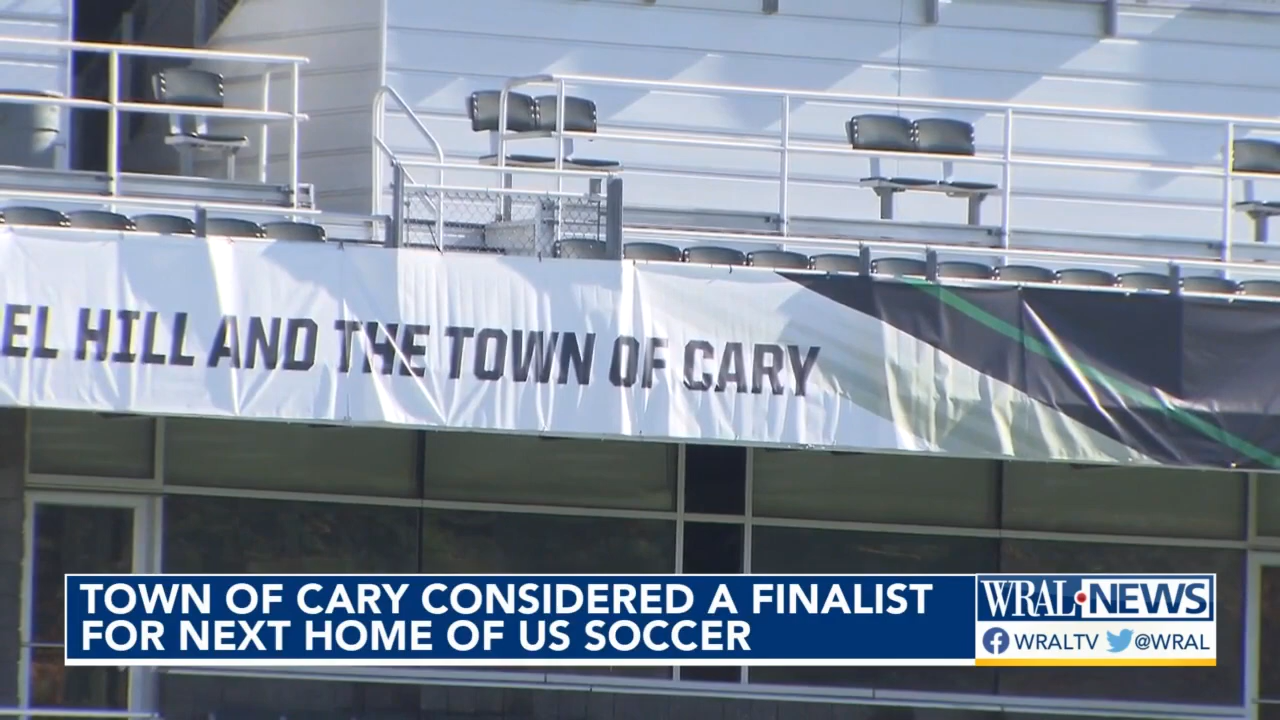 EL HILL AND THE TOWN OF CARY
TOWN OF CARY CONSIDERED A FINALIST
FOR NEXT HOME OF US SOCCER
WRAL NEWS
WRALTV @WRAL